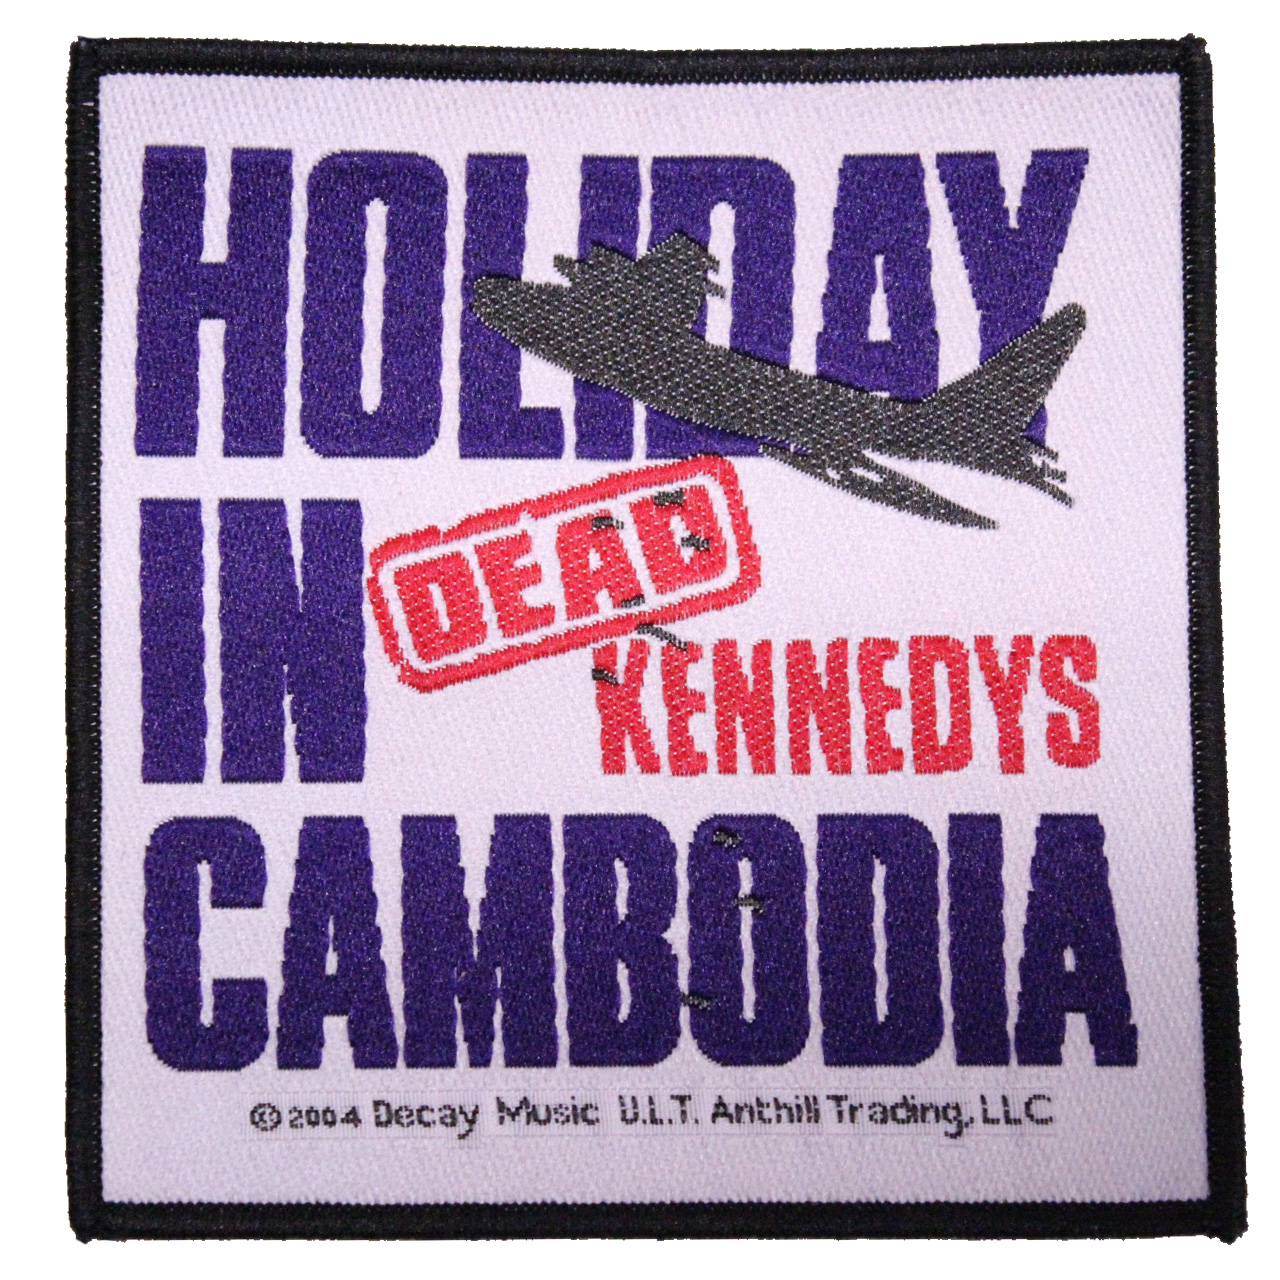 HOLIDAY
IN
DEAD
KENNEDYS
CAMBODIA
© 2004 Decay Music U.L.T. Anthill Trading, LLC